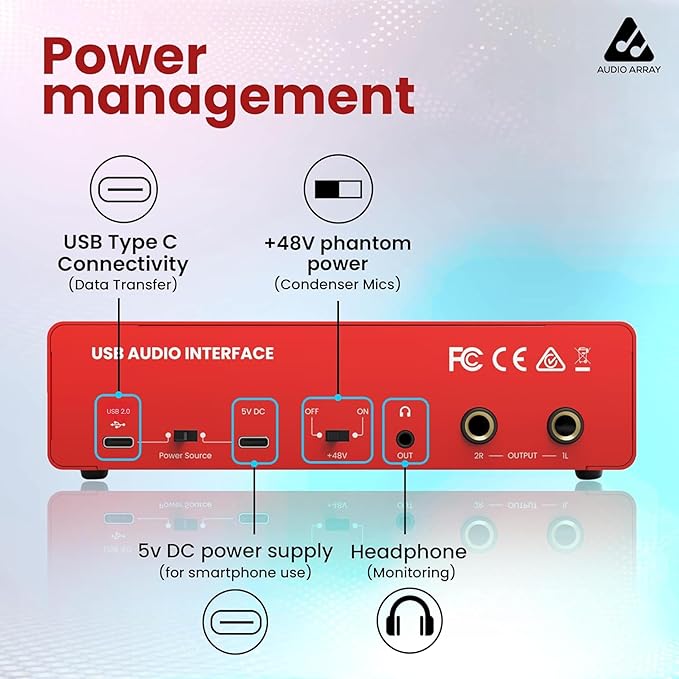 AUDIO ARRAY
Power
management
USB Type C
Connectivity
(Data Transfer)
+48V phantom
power
(Condenser Mics)
USB AUDIO INTERFACE
FC CE
USB 2.0
Power Source
5V DC
OFF ON
+48V
OUT
2R — OUTPUT — 1L
5v DC power supply
(for smartphone use)
Headphone
(Monitoring)